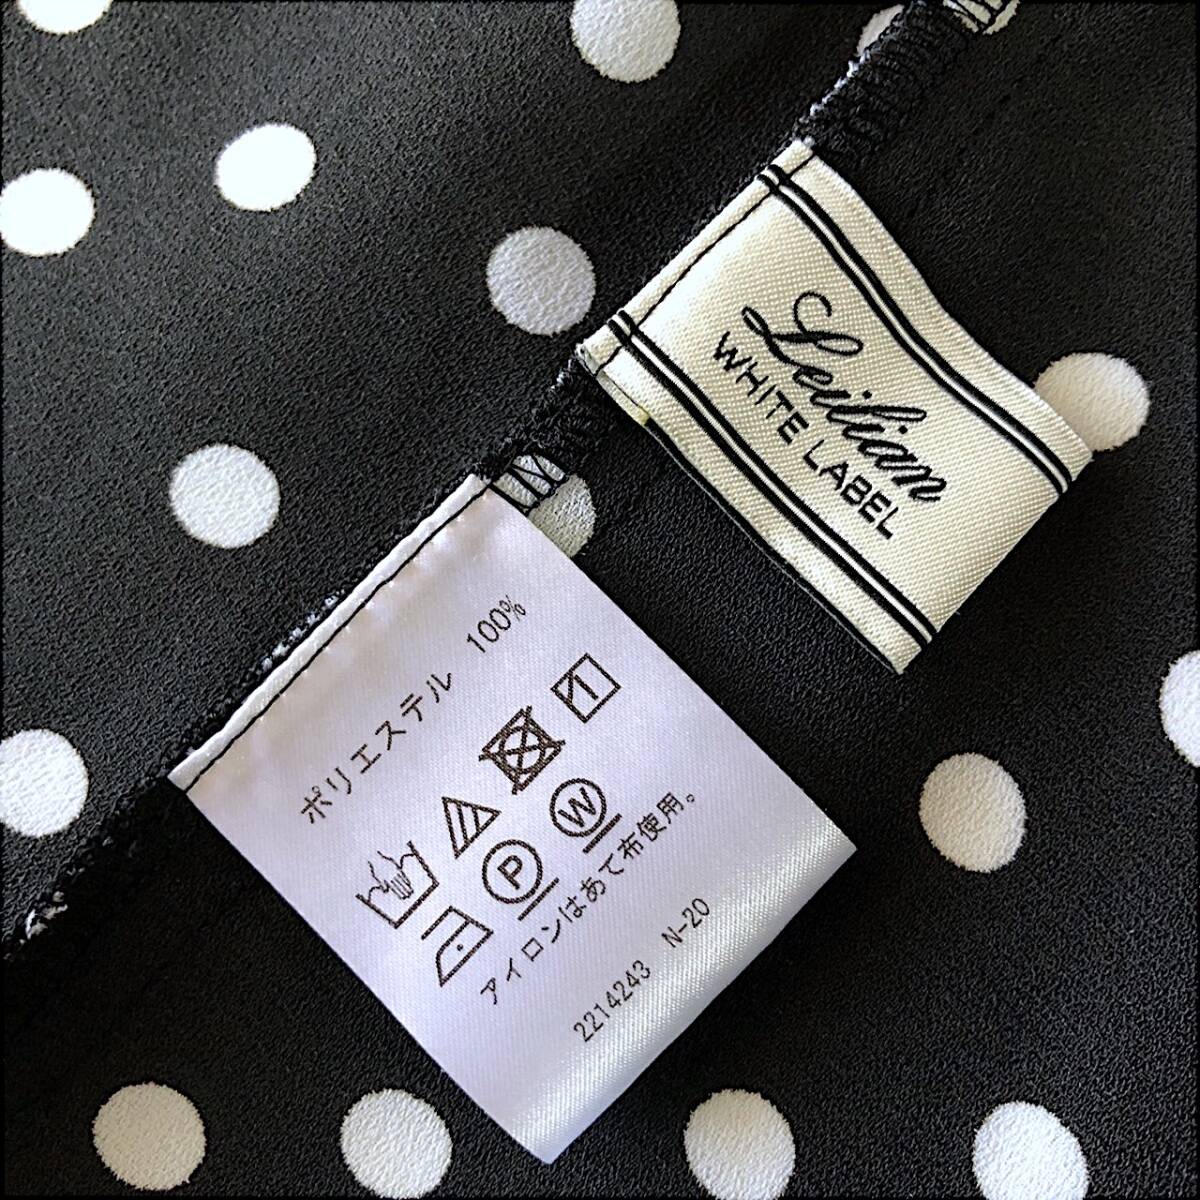 Leilian
WHITE LABEL
ポリエステル 100%
P W
アイロンはあて布使用。
2214243 N-20